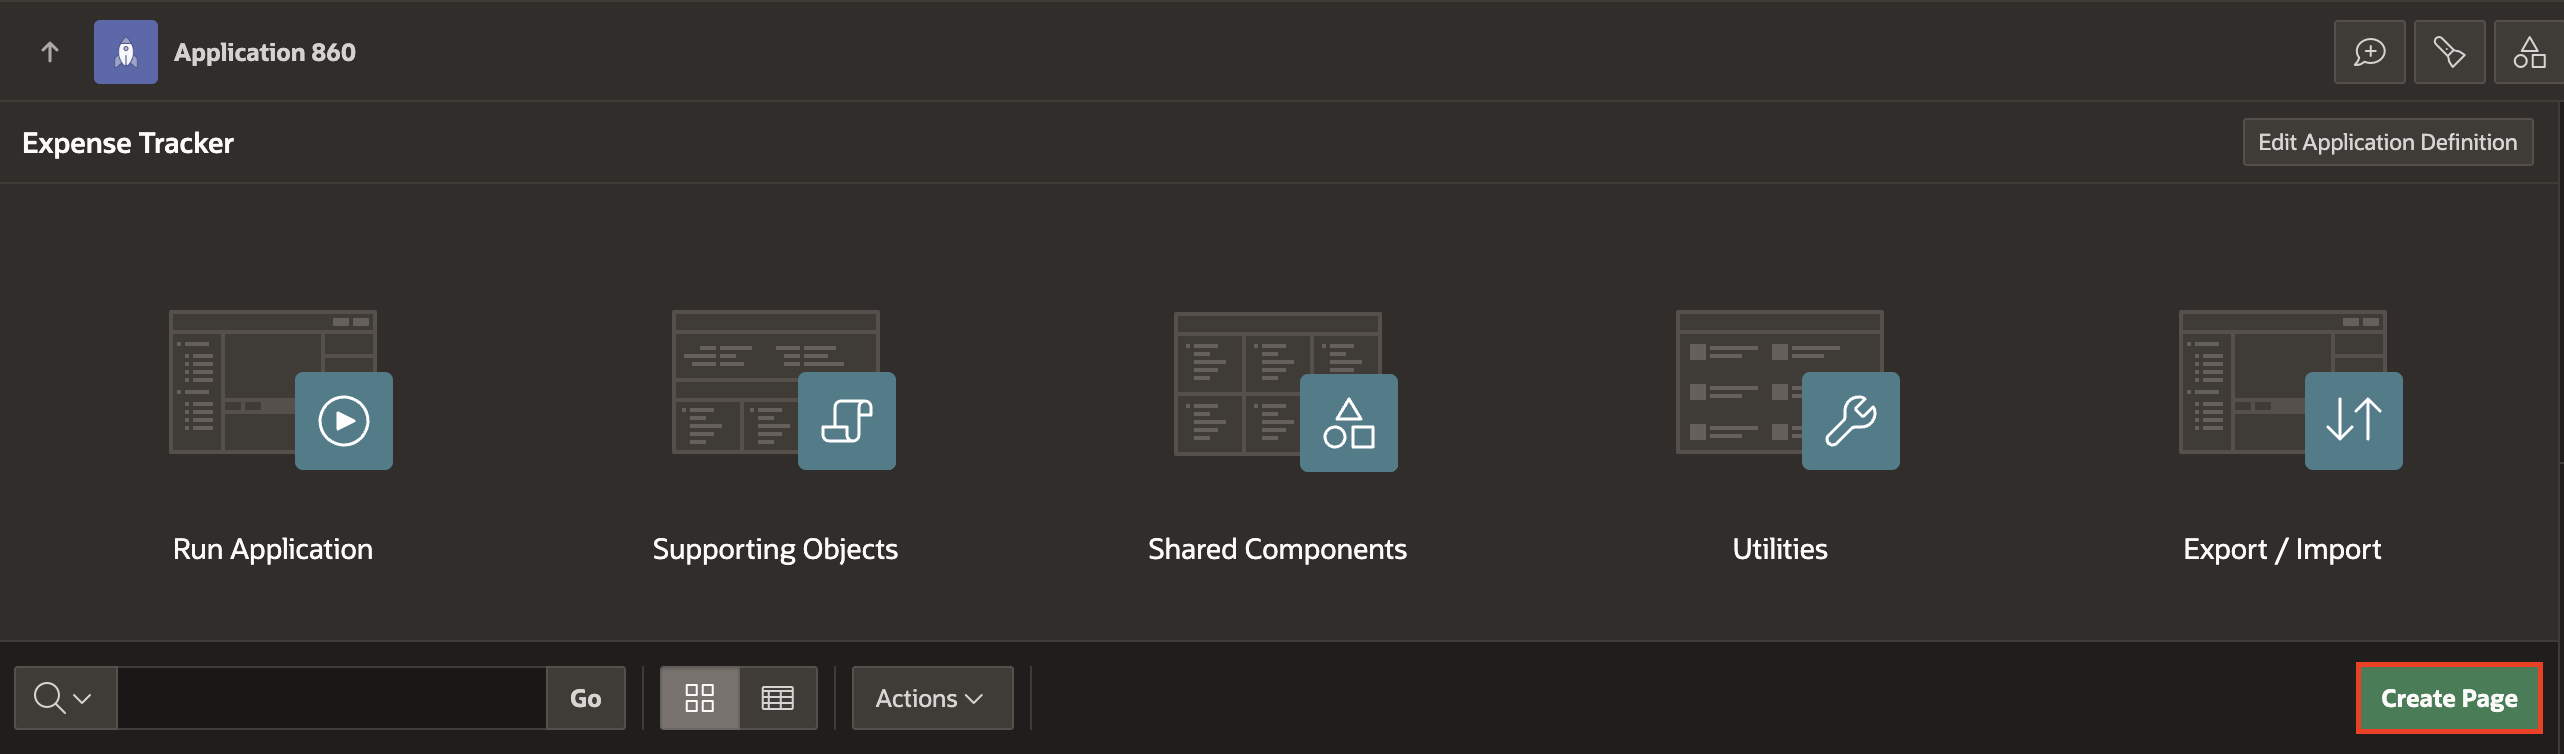 Application 860
Expense Tracker
Edit Application Definition
Run Application
Supporting Objects
Shared Components
Utilities
Export / Import
Go
Actions
Create Page